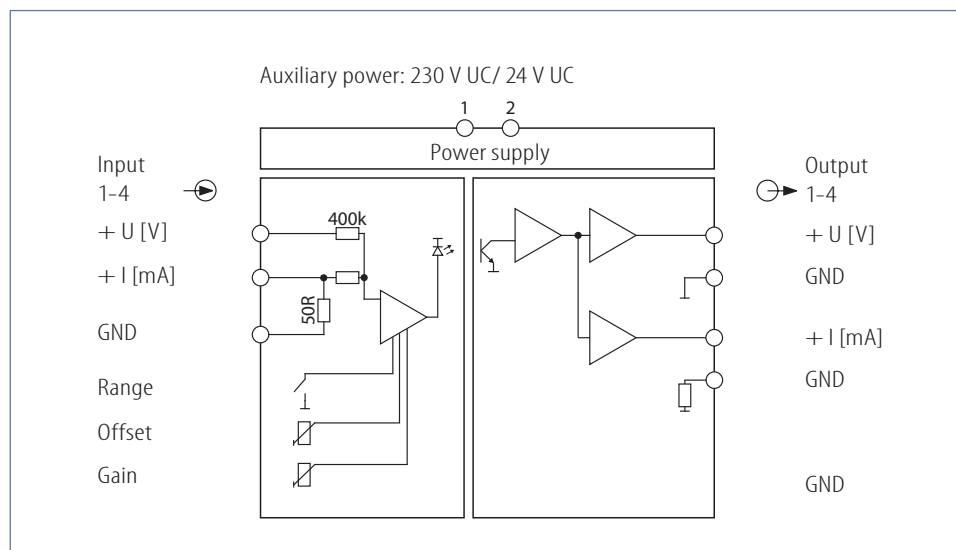 Auxiliary power: 230 V UC/ 24 V UC
1 2
Power supply
Input
1–4
Output
1–4
+ U [V]
400k
+ U [V]
+ I [mA]
GND
50R
GND
+ I [mA]
Range
GND
Offset
Gain
GND